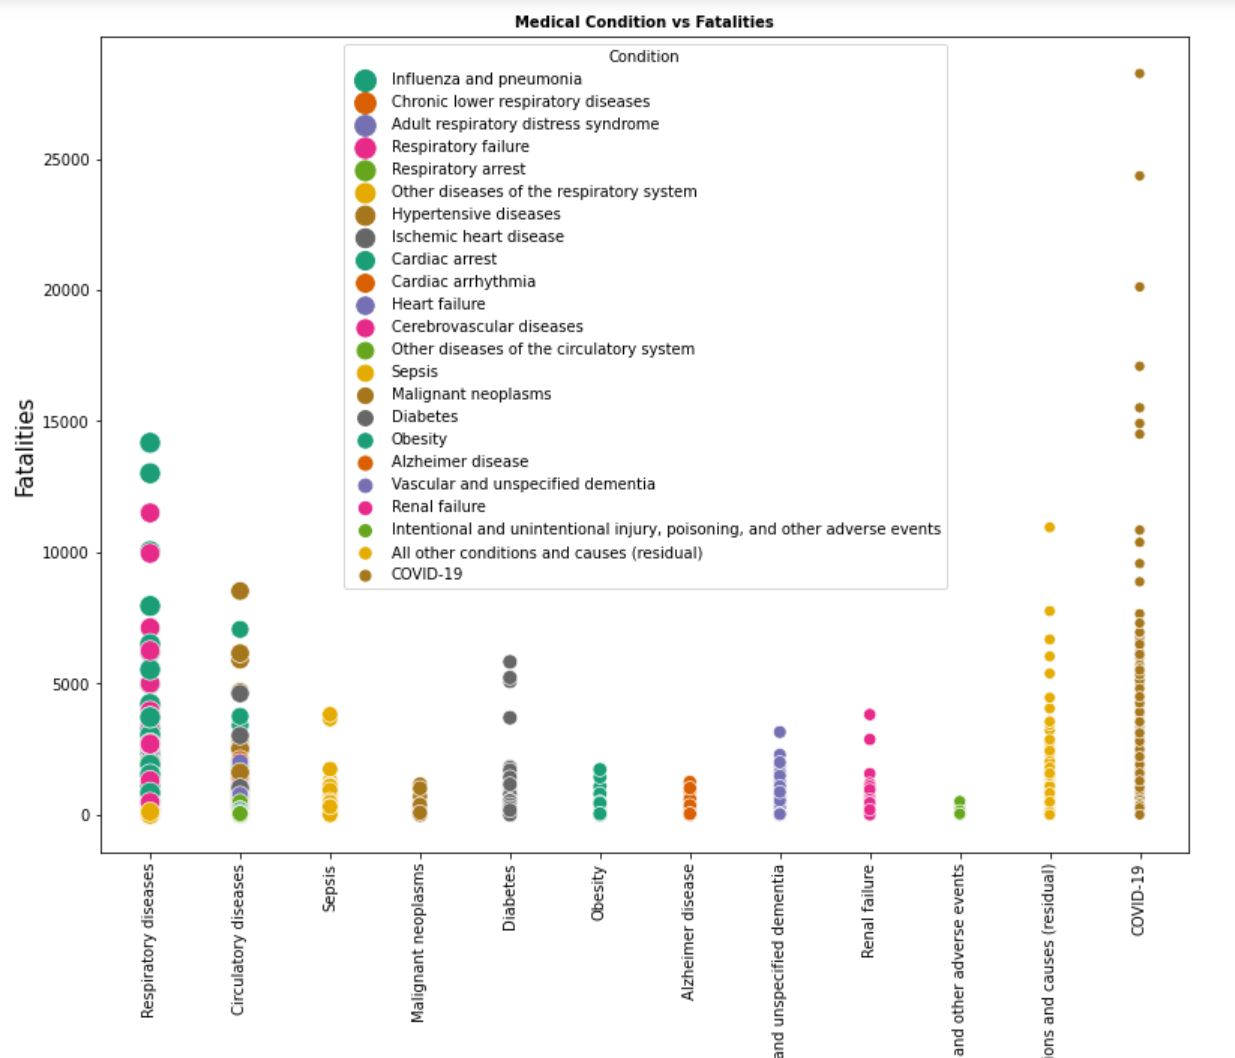 Medical Condition vs Fatalities
Condition
Influenza and pneumonia
Chronic lower respiratory diseases
Adult respiratory distress syndrome
Respiratory failure
Respiratory arrest
Other diseases of the respiratory system
Hypertensive diseases
Ischemic heart disease
Cardiac arrest
Cardiac arrhythmia
Heart failure
Cerebrovascular diseases
Other diseases of the circulatory system
Sepsis
Malignant neoplasms
Diabetes
Obesity
Alzheimer disease
Vascular and unspecified dementia
Renal failure
Intentional and unintentional injury, poisoning, and other adverse events
All other conditions and causes (residual)
COVID-19
Fatalities
25000
20000
15000
10000
5000
0
Respiratory diseases
Circulatory diseases
Sepsis
Malignant neoplasms
Diabetes
Obesity
Alzheimer disease
and unspecified dementia
Renal failure
and other adverse events
ions and causes (residual)
COVID-19